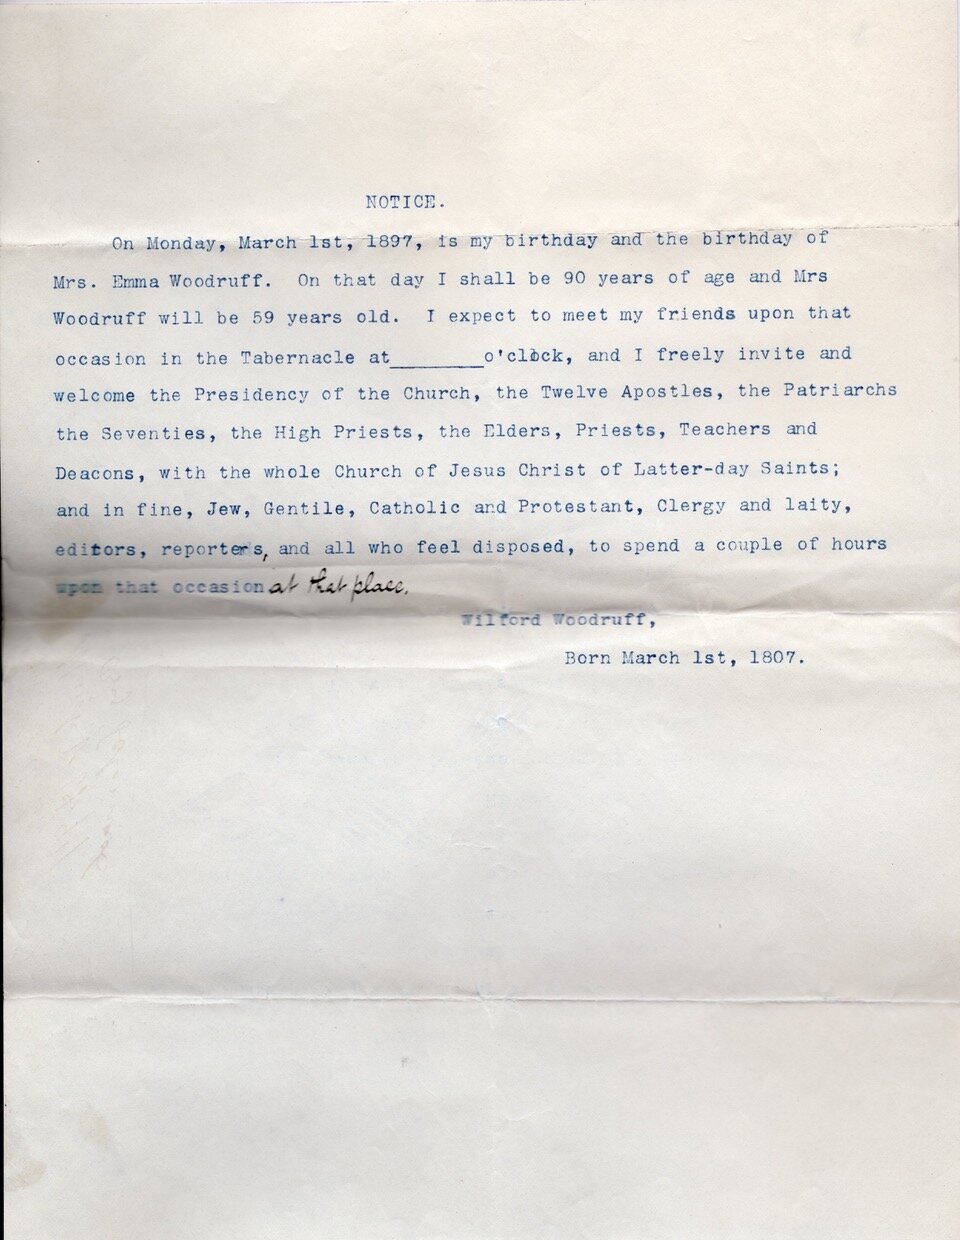 NOTICE.
On Monday, March 1st, 1897, is my birthday and the birthday of
Mrs. Emma Woodruff. On that day I shall be 90 years of age and Mrs
Woodruff will be 59 years old. I expect to meet my friends upon that
occasion in the Tabernacle at_______o'clock, and I freely invite and
welcome the Presidency of the Church, the Twelve Apostles, the Patriarchs
the Seventies, the High Priests, the Elders, Priests, Teachers and
Deacons, with the whole Church of Jesus Christ of Latter-day Saints;
and in fine, Jew, Gentile, Catholic and Protestant, Clergy and laity,
editors, reporters, and all who feel disposed, to spend a couple of hours
upon that occasion at that place.
Wilford Woodruff,
Born March 1st, 1807.